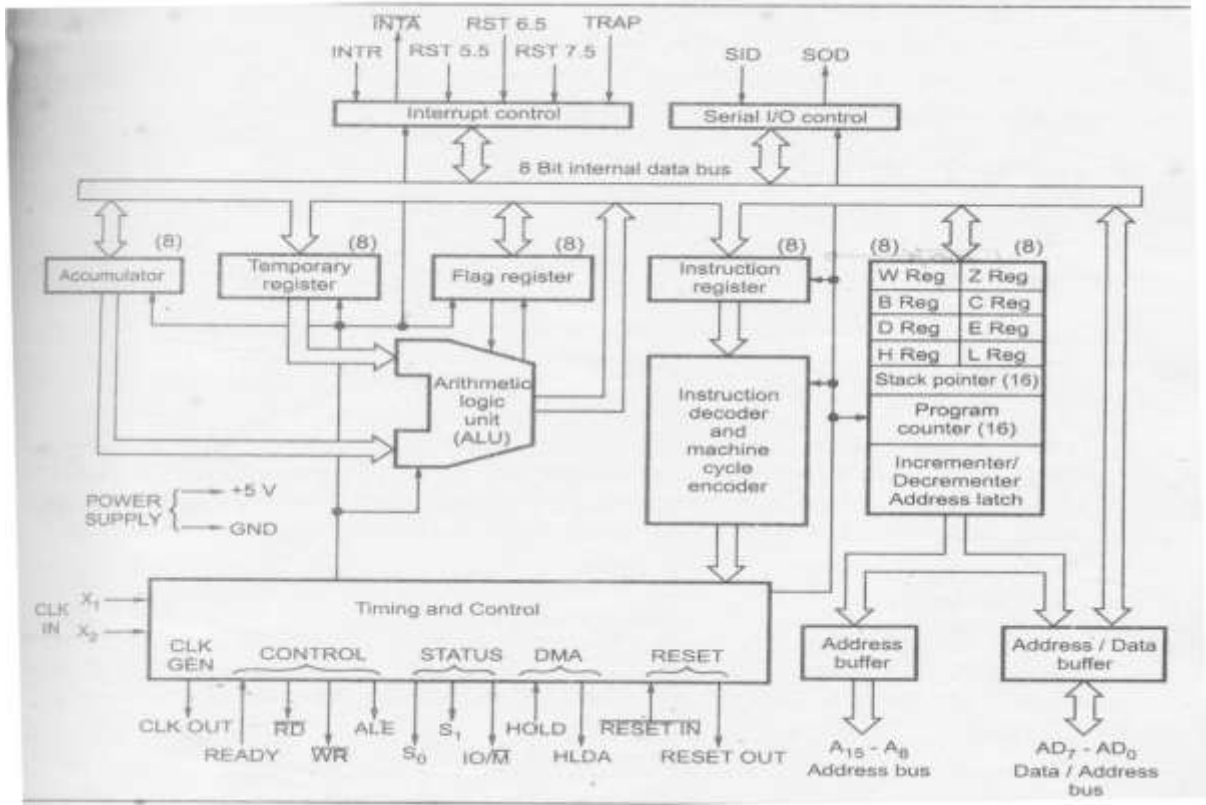 INTA RST 6.5 TRAP
INTR RST 5.5 RST 7.5 SID SOD
Interrupt control Serial I/O control
8 Bit internal data bus
(8) (8) (8) (8) (8) (8)
Accumulator
Temporary
register
Flag register
Instruction
register
W Reg Z Reg
B Reg C Reg
D Reg E Reg
H Reg L Reg
Stack pointer (16)
Program
counter (16)
Incrementer/
Decrementer
Address latch
Arithmetic
logic
unit
(ALU)
Instruction
decoder
and
machine
cycle
encoder
POWER
SUPPLY
+5 V
GND
CLK
IN
X1
X2
Timing and Control
CLK
GEN
CONTROL STATUS DMA RESET
CLK OUT RD ALE S1 HOLD RESET IN
READY WR S0 IO/M HLDA RESET OUT
Address
buffer
Address / Data
buffer
A15 - A8
Address bus
AD7 - AD0
Data / Address
bus